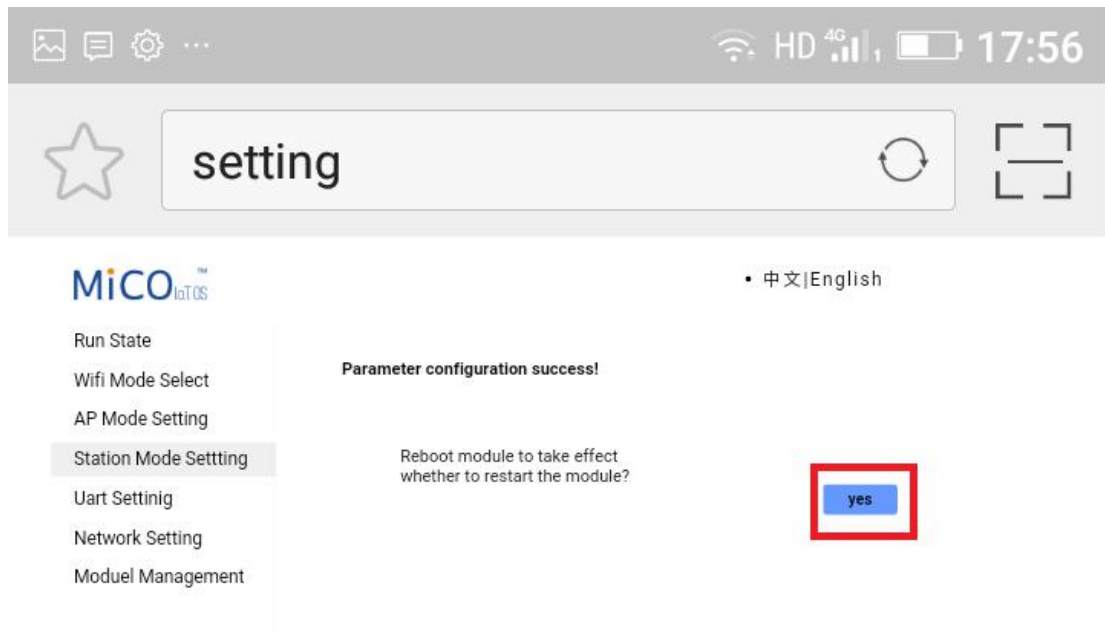 HD 4G 1 17:56
setting
MiCO IoTOS ™
• 中文|English
Run State
Wifi Mode Select
AP Mode Setting
Station Mode Settting
Uart Settinig
Network Setting
Moduel Management
Parameter configuration success!
Reboot module to take effect
whether to restart the module?
yes